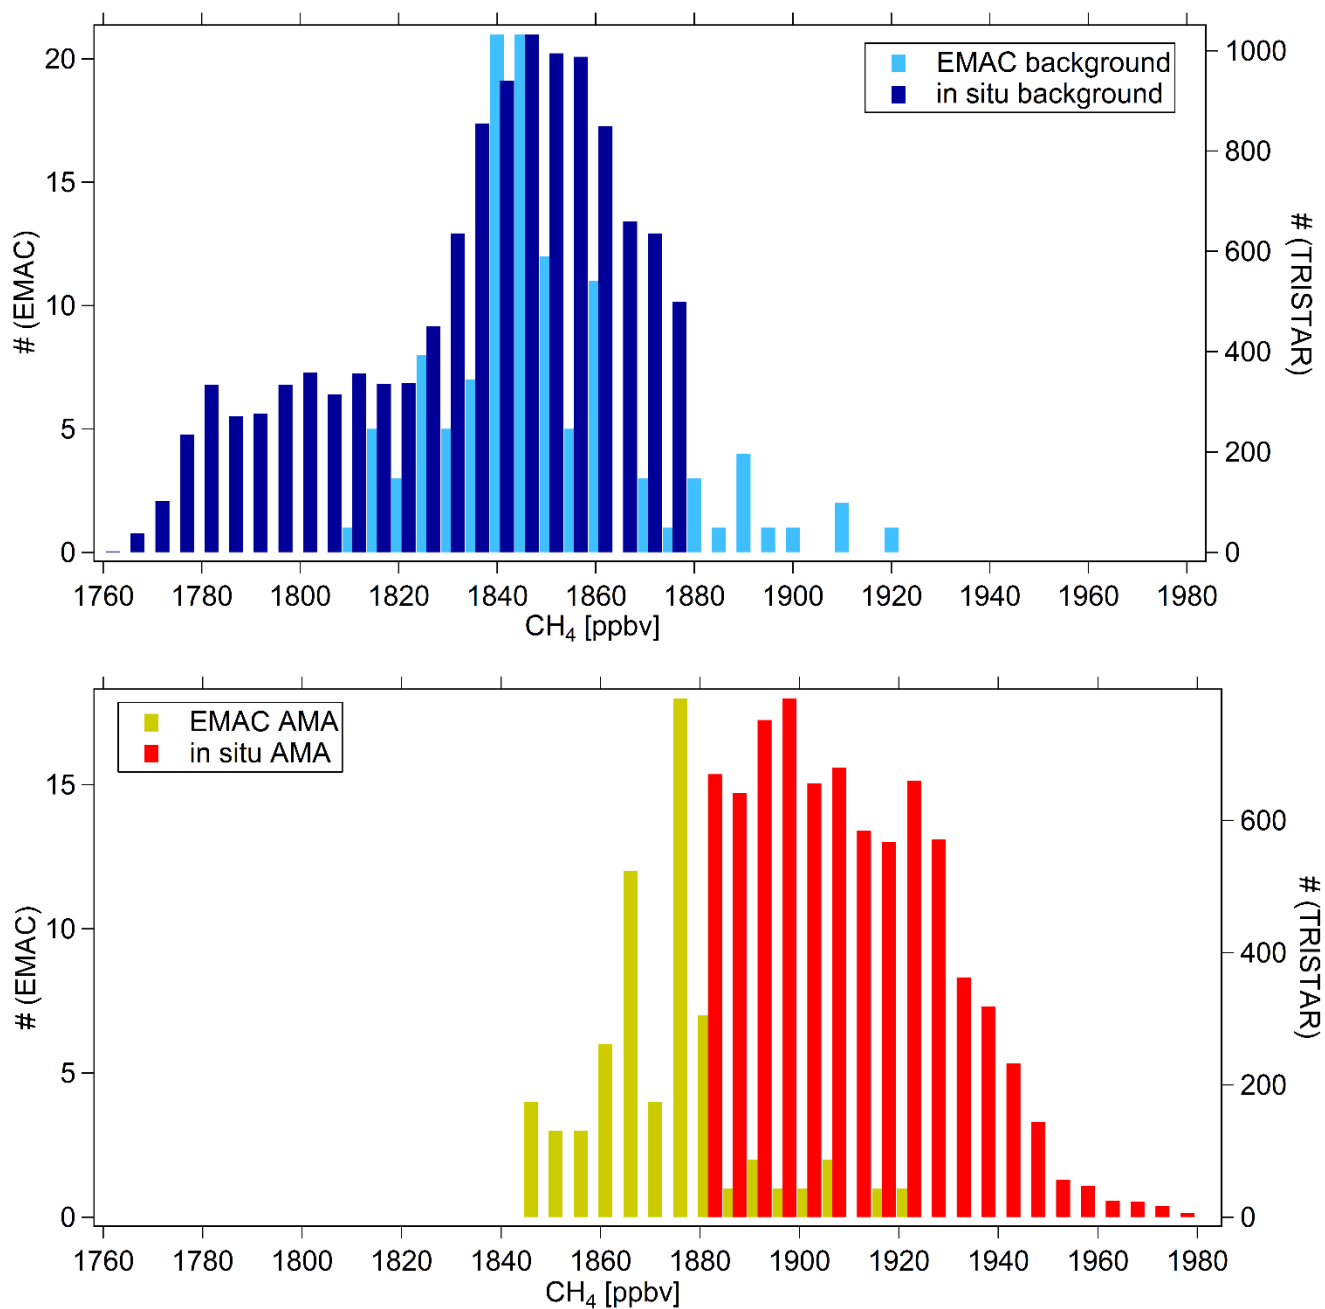 EMAC background
in situ background
20
15
10
5
0
# (EMAC)
1000
800
600
400
200
0
# (TRISTAR)
1760 1780 1800 1820 1840 1860 1880 1900 1920 1940 1960 1980
CH₄ [ppbv]
EMAC AMA
in situ AMA
15
10
5
0
# (EMAC)
600
400
200
0
# (TRISTAR)
1760 1780 1800 1820 1840 1860 1880 1900 1920 1940 1960 1980
CH₄ [ppbv]